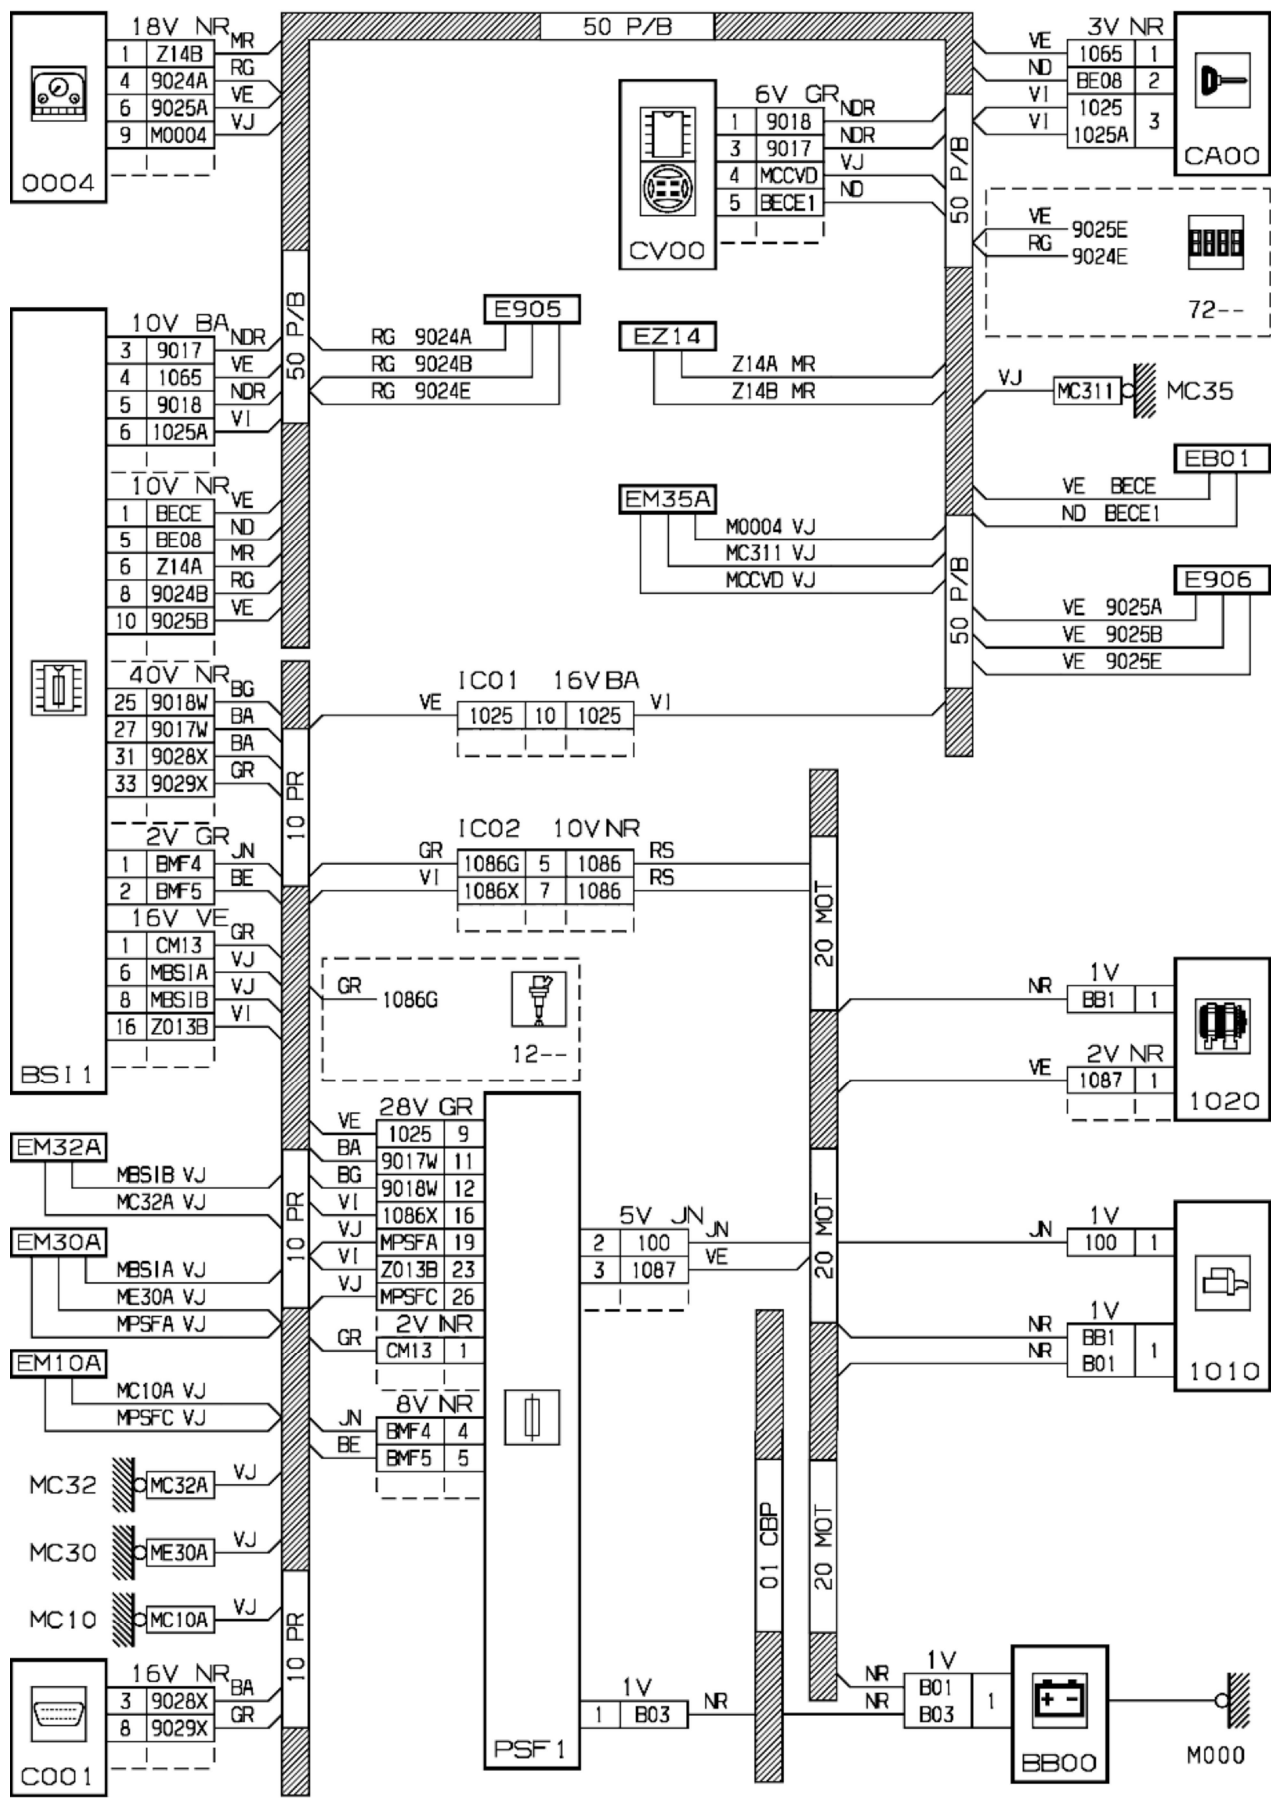 18V NR
MR
1 Z14B
RG
4 9024A
VE
6 9025A
VJ
9 M0004
0004
50 P/B
6V GR
NDR
1 9018
NDR
3 9017
VJ
4 MCCVD
ND
5 BECE1
CV00
50 P/B
3V NR
VE
1065 1
ND
BE08 2
VI
1025
VI
1025A 3
CA00
VE
9025E
RG
9024E
72--
10V BA
NDR
3 9017
VE
4 1065
NDR
5 9018
VI
6 1025A
50 P/B
E905
RG 9024A
RG 9024B
RG 9024E
EZ14
Z14A MR
Z14B MR
VJ
MC311
MC35
10V NR
VE
1 BECE
ND
5 BE08
MR
6 Z14A
RG
8 9024B
VE
10 9025B
EM35A
M0004 VJ
MC311 VJ
MCCVD VJ
50 P/B
EB01
VE BECE
ND BECE1
E906
VE 9025A
VE 9025B
VE 9025E
40V NR
BG
25 9018W
BA
27 9017W
BA
31 9028X
GR
33 9029X
10 PR
IC01 16V BA
VE
1025 10 1025
VI
2V GR
JN
1 BMF4
BE
2 BMF5
IC02 10V NR
GR
1086G 5 1086
RS
VI
1086X 7 1086
RS
20 MOT
16V VE
GR
1 CM13
VJ
6 MBSIA
VJ
8 MBSIB
VI
16 Z013B
BSI1
GR
1086G
12--
1V
NR
BB1 1
2V NR
VE
1087 1
1020
EM32A
MBSIB VJ
MC32A VJ
EM30A
MBSIA VJ
ME30A VJ
MPSFA VJ
EM10A
MC10A VJ
MPSFC VJ
10 PR
28V GR
VE
1025 9
BA
9017W 11
BG
9018W 12
VI
1086X 16
VJ
MPSFA 19
VI
Z013B 23
VJ
MPSFC 26
2V NR
GR
CM13 1
8V NR
JN
BMF4 4
BE
BMF5 5
5V JN
JN
2 100
VE
3 1087
20 MOT
1V
JN
100 1
1V
NR
BB1
NR
B01 1
1010
MC32
MC32A
VJ
MC30
ME30A
VJ
MC10
MC10A
VJ
10 PR
01 CBP
20 MOT
16V NR
BA
3 9028X
GR
8 9029X
C001
1V
NR
1 B03
PSF1
1V
NR
B01
NR
B03 1
BB00
M000